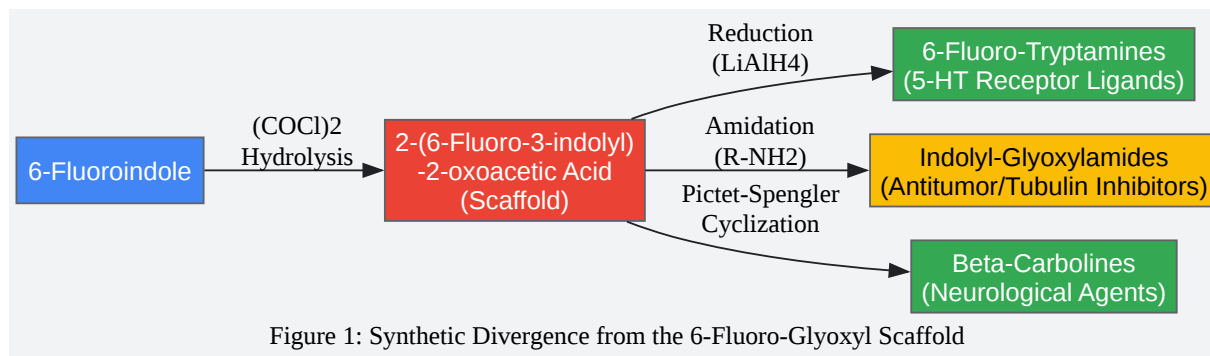 6-Fluoroindole
(COCl)2
Hydrolysis
2-(6-Fluoro-3-indolyl)
-2-oxoacetic Acid
(Scaffold)
Reduction
(LiAlH4)
6-Fluoro-Tryptamines
(5-HT Receptor Ligands)
Amidation
(R-NH2)
Indolyl-Glyoxylamides
(Antitumor/Tubulin Inhibitors)
Pictet-Spengler
Cyclization
Beta-Carbolines
(Neurological Agents)
Figure 1: Synthetic Divergence from the 6-Fluoro-Glyoxyl Scaffold